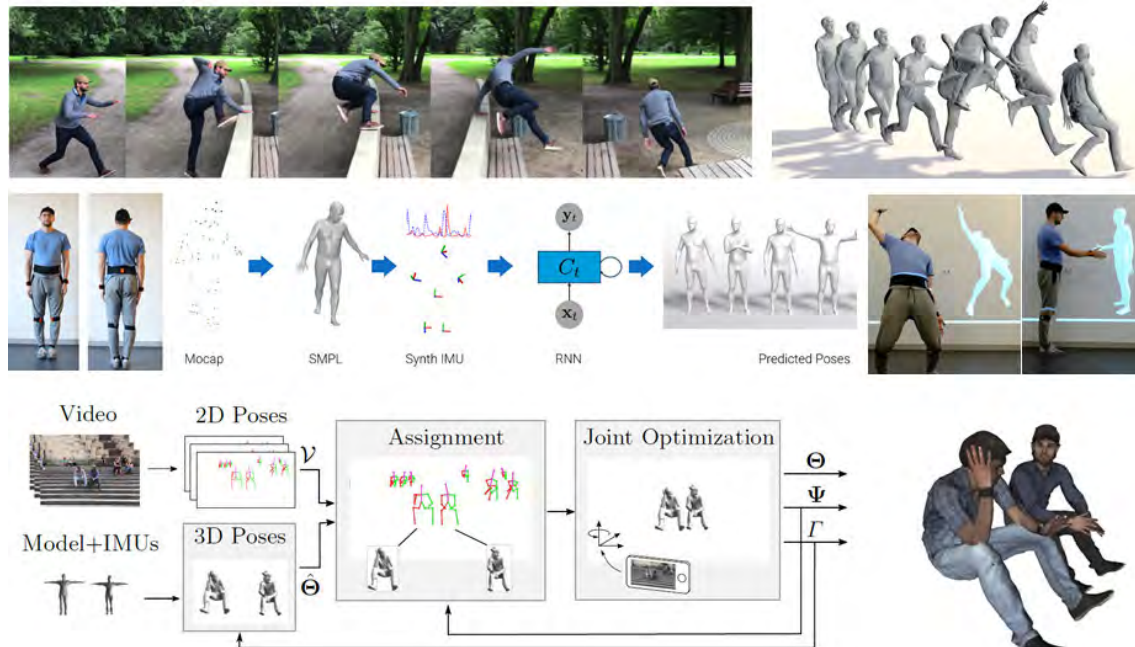 y_t
C_t
x_t
Mocap
SMPL
Synth IMU
RNN
Predicted Poses
Video
2D Poses
𝒱
Assignment
Joint Optimization
Θ
Ψ
Γ
Model+IMUs
3D Poses
Θ̂